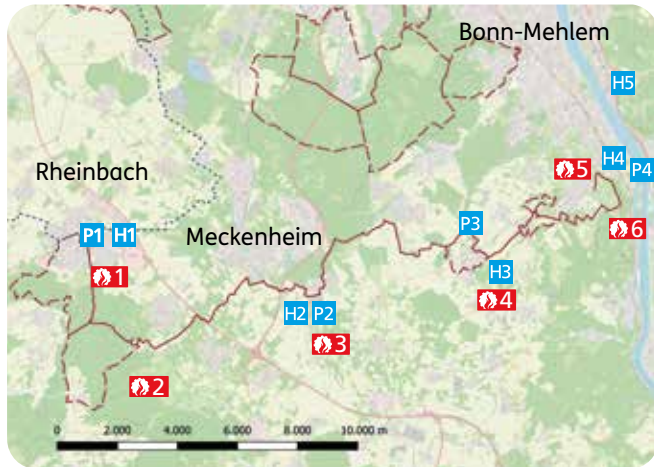 Bonn-Mehlem
H5
Rheinbach
H4
5
P4
P1 H1
Meckenheim
P3
6
1
H3
4
H2 P2
3
2
0 2.000 4.000 6.000 8.000 10.000 m